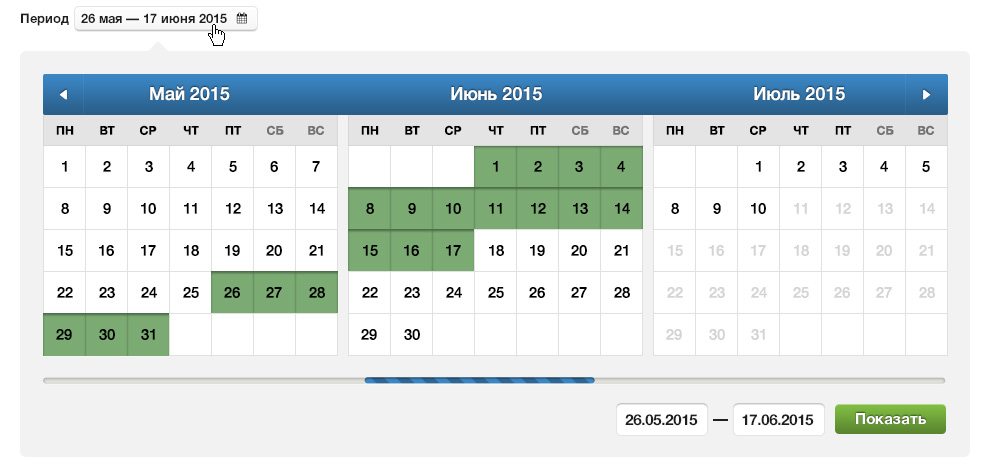 Период 26 мая — 17 июня 2015
Май 2015 Июнь 2015 Июль 2015
ПН ВТ СР ЧТ ПТ СБ ВС ПН ВТ СР ЧТ ПТ СБ ВС ПН ВТ СР ЧТ ПТ СБ ВС
1 2 3 4 5 6 7 1 2 3 4 1 2 3 4 5
8 9 10 11 12 13 14 8 9 10 11 12 13 14 8 9 10 11 12 13 14
15 16 17 18 19 20 21 15 16 17 18 19 20 21 15 16 17 18 19 20 21
22 23 24 25 26 27 28 22 23 24 25 26 27 28 22 23 24 25 26 27 28
29 30 31 29 30 29 30 31
26.05.2015 — 17.06.2015 Показать